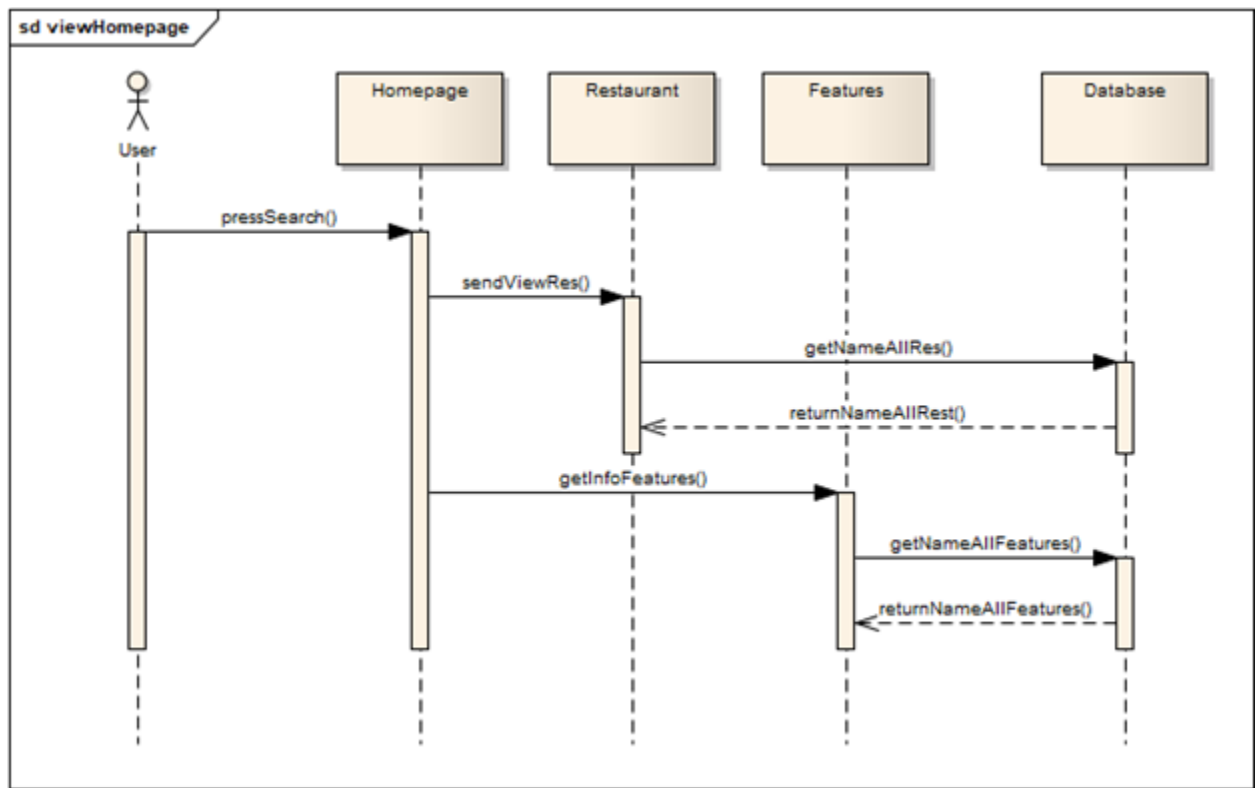 sd viewHomepage
User
Homepage
Restaurant
Features
Database
pressSearch()
sendViewRes()
getNameAllRes()
returnNameAllRest()
getInfoFeatures()
getNameAllFeatures()
returnNameAllFeatures()